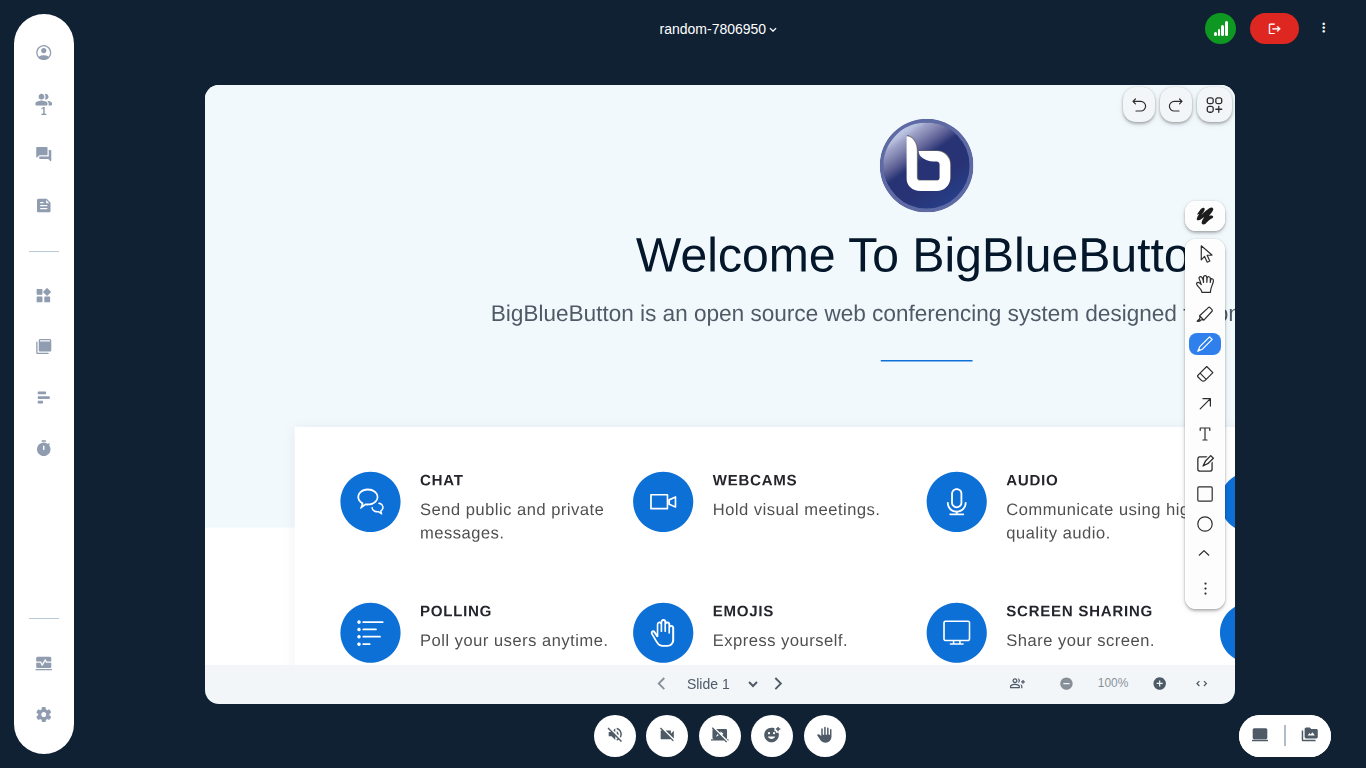 random-7806950
1
Welcome To BigBlueButto
BigBlueButton is an open source web conferencing system designed
CHAT
Send public and private
messages.
WEBCAMS
Hold visual meetings.
AUDIO
Communicate using hig
quality audio.
POLLING
Poll your users anytime.
EMOJIS
Express yourself.
SCREEN SHARING
Share your screen.
Slide 1
100%